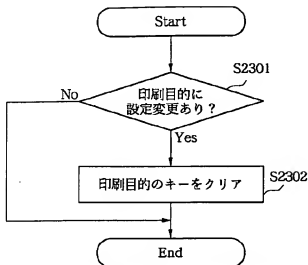 Start
S2301
No
印刷目的に
設定変更あり？
Yes
S2302
印刷目的のキーをクリア
End